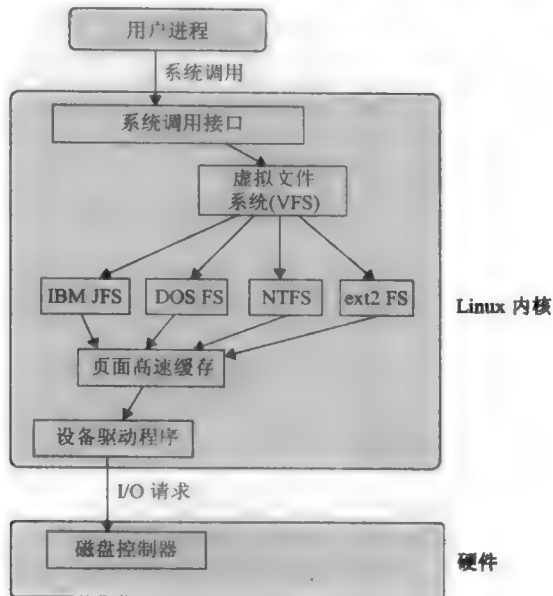 用户进程
系统调用
系统调用接口
虚拟文件
系统(VFS)
IBM JFS
DOS FS
NTFS
ext2 FS
Linux 内核
页面高速缓存
设备驱动程序
I/O 请求
磁盘控制器
硬件